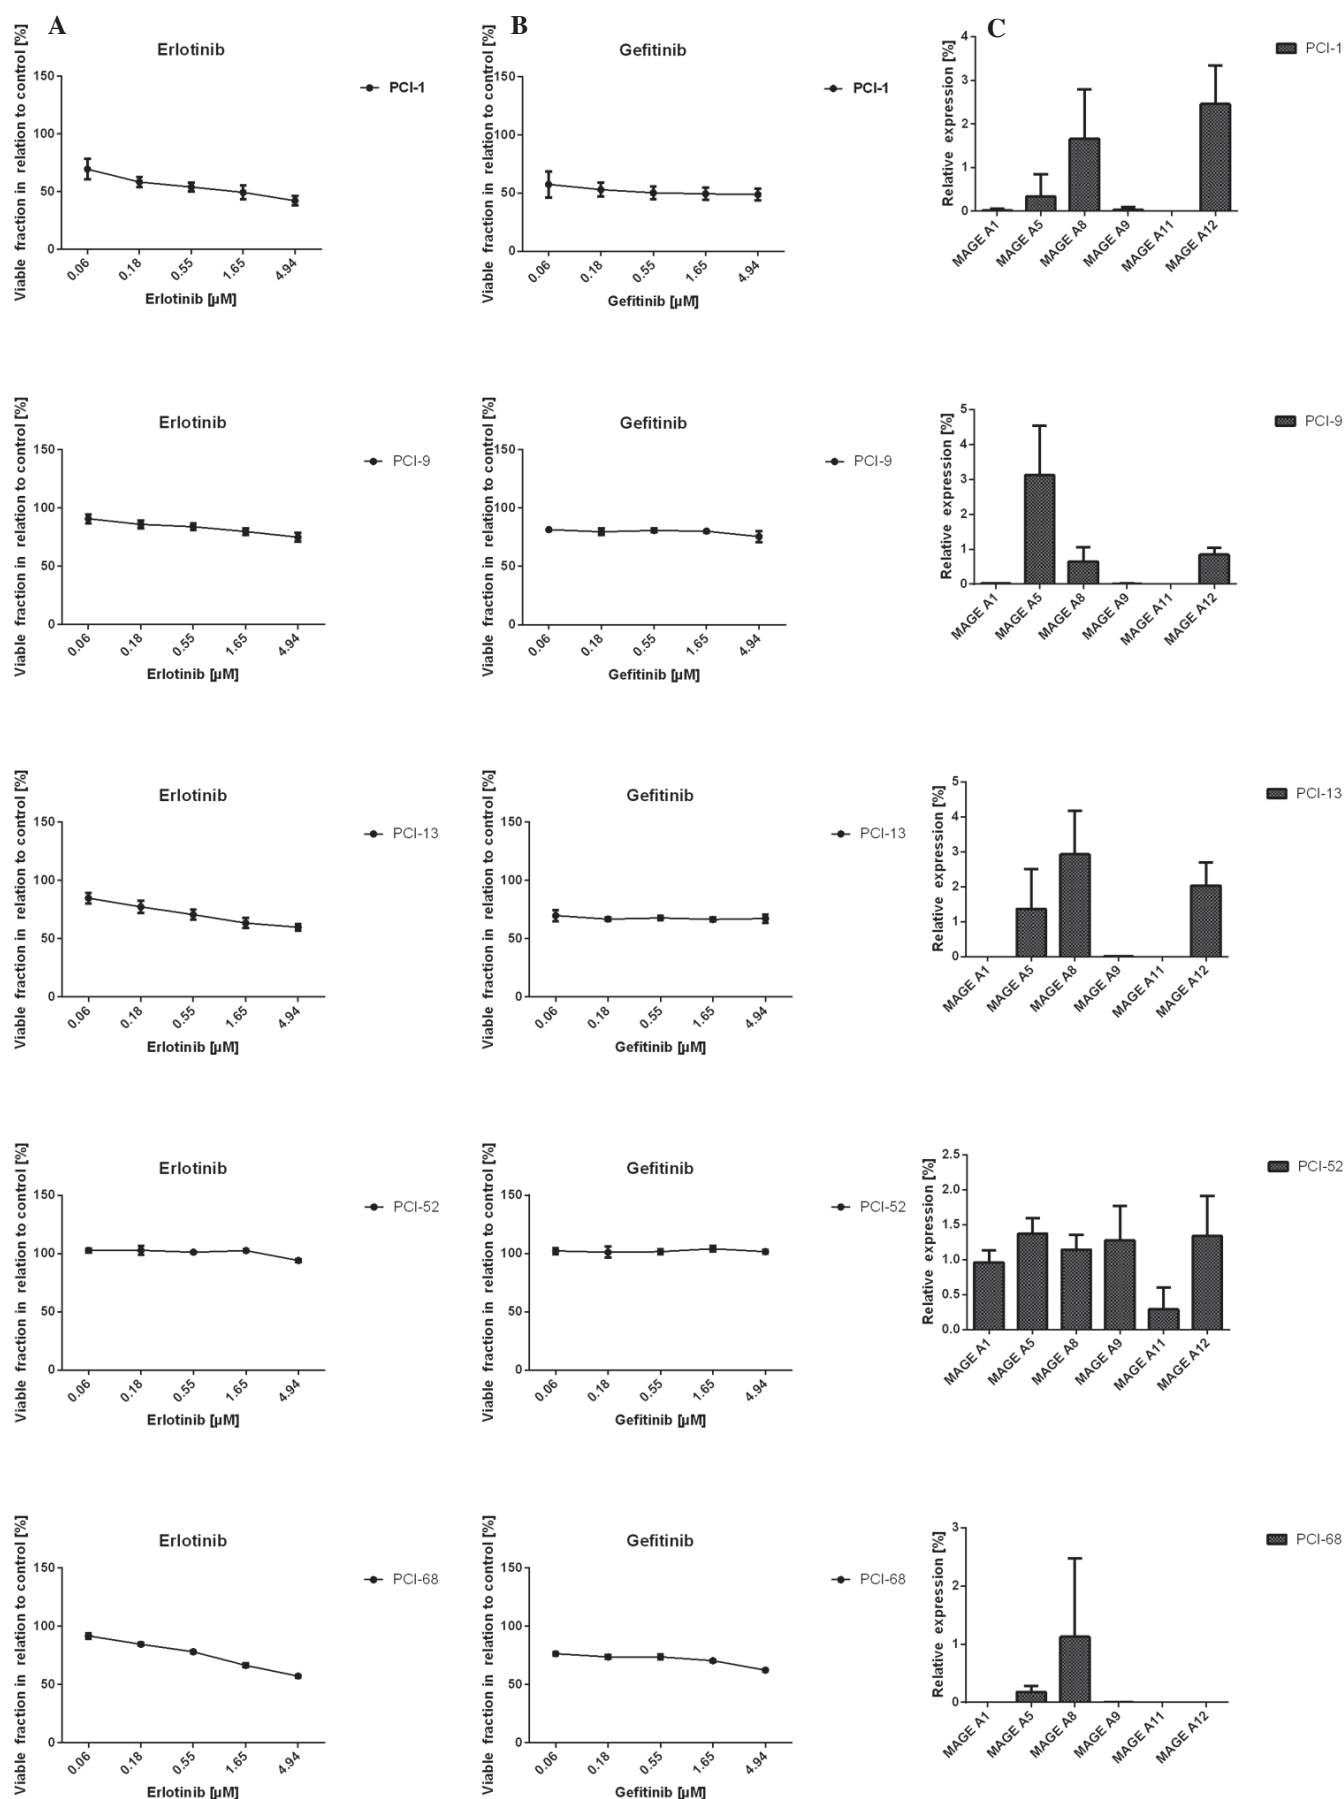 A
B
C
Erlotinib
Viable fraction in relation to control [%]
150
100
50
0
0.06
0.18
0.55
1.65
4.94
Erlotinib [µM]
PCI-1
Gefitinib
Viable fraction in relation to control [%]
150
100
50
0
0.06
0.18
0.55
1.65
4.94
Gefitinib [µM]
PCI-1
Relative expression [%]
4
3
2
1
0
MAGE A1
MAGE A5
MAGE A8
MAGE A9
MAGE A11
MAGE A12
PCI-1
Erlotinib
Viable fraction in relation to control [%]
150
100
50
0
0.06
0.18
0.55
1.65
4.94
Erlotinib [µM]
PCI-9
Gefitinib
Viable fraction in relation to control [%]
150
100
50
0
0.06
0.18
0.55
1.65
4.94
Gefitinib [µM]
PCI-9
Relative expression [%]
5
4
3
2
1
0
MAGE A1
MAGE A5
MAGE A8
MAGE A9
MAGE A11
MAGE A12
PCI-9
Erlotinib
Viable fraction in relation to control [%]
150
100
50
0
0.06
0.18
0.55
1.65
4.94
Erlotinib [µM]
PCI-13
Gefitinib
Viable fraction in relation to control [%]
150
100
50
0
0.06
0.18
0.55
1.65
4.94
Gefitinib [µM]
PCI-13
Relative expression [%]
5
4
3
2
1
0
MAGE A1
MAGE A5
MAGE A8
MAGE A9
MAGE A11
MAGE A12
PCI-13
Erlotinib
Viable fraction in relation to control [%]
150
100
50
0
0.06
0.18
0.55
1.65
4.94
Erlotinib [µM]
PCI-52
Gefitinib
Viable fraction in relation to control [%]
150
100
50
0
0.06
0.18
0.55
1.65
4.94
Gefitinib [µM]
PCI-52
Relative expression [%]
2.5
2.0
1.5
1.0
0.5
0.0
MAGE A1
MAGE A5
MAGE A8
MAGE A9
MAGE A11
MAGE A12
PCI-52
Erlotinib
Viable fraction in relation to control [%]
150
100
50
0
0.06
0.18
0.55
1.65
4.94
Erlotinib [µM]
PCI-68
Gefitinib
Viable fraction in relation to control [%]
150
100
50
0
0.06
0.18
0.55
1.65
4.94
Gefitinib [µM]
PCI-68
Relative expression [%]
3
2
1
0
MAGE A1
MAGE A5
MAGE A8
MAGE A9
MAGE A11
MAGE A12
PCI-68